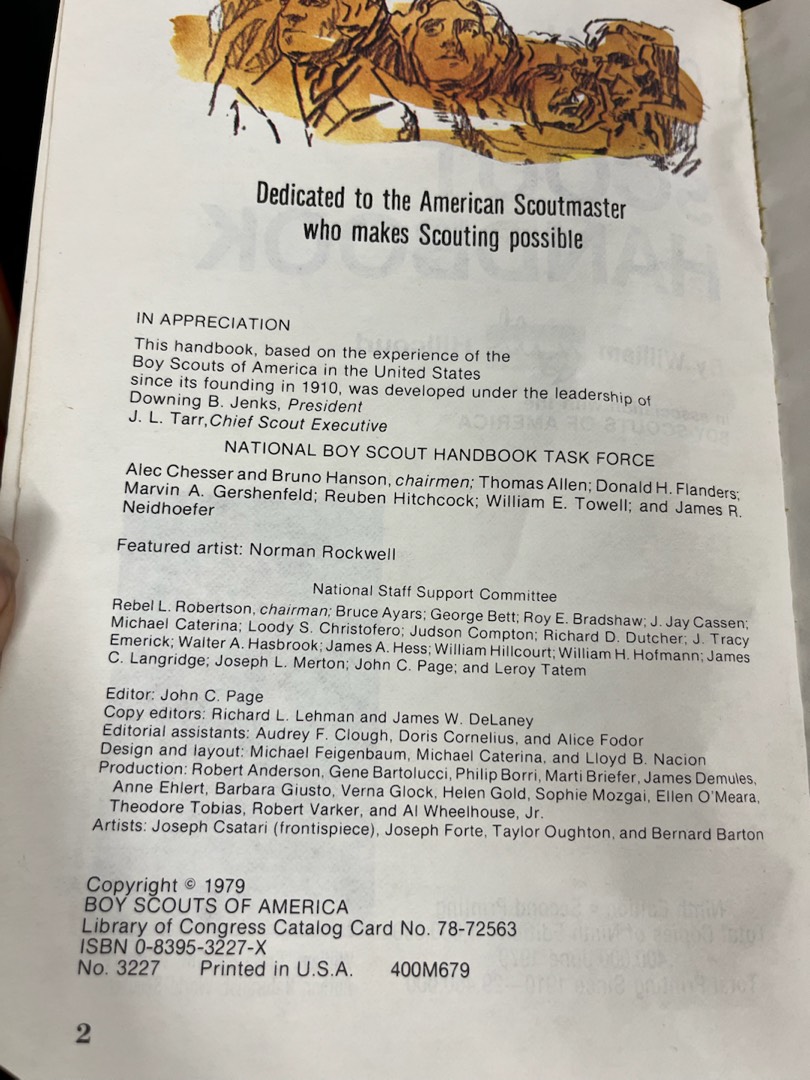 Dedicated to the American Scoutmaster
who makes Scouting possible
IN APPRECIATION
This handbook, based on the experience of the
Boy Scouts of America in the United States
since its founding in 1910, was developed under the leadership of
Downing B. Jenks, President
J. L. Tarr, Chief Scout Executive
NATIONAL BOY SCOUT HANDBOOK TASK FORCE
Alec Chesser and Bruno Hanson, chairmen; Thomas Allen; Donald H. Flanders;
Marvin A. Gershenfeld; Reuben Hitchcock; William E. Towell; and James R.
Neidhoefer
Featured artist: Norman Rockwell
National Staff Support Committee
Rebel L. Robertson, chairman; Bruce Ayars; George Bett; Roy E. Bradshaw; J. Jay Cassen;
Michael Caterina; Loody S. Christofero; Judson Compton; Richard D. Dutcher; J. Tracy
Emerick; Walter A. Hasbrook; James A. Hess; William Hillcourt; William H. Hofmann; James
C. Langridge; Joseph L. Merton; John C. Page; and Leroy Tatem
Editor: John C. Page
Copy editors: Richard L. Lehman and James W. DeLaney
Editorial assistants: Audrey F. Clough, Doris Cornelius, and Alice Fodor
Design and layout: Michael Feigenbaum, Michael Caterina, and Lloyd B. Nacion
Production: Robert Anderson, Gene Bartolucci, Philip Borri, Marti Briefer, James Demules,
Anne Ehlert, Barbara Giusto, Verna Glock, Helen Gold, Sophie Mozgai, Ellen O'Meara,
Theodore Tobias, Robert Varker, and Al Wheelhouse, Jr.
Artists: Joseph Csatari (frontispiece), Joseph Forte, Taylor Oughton, and Bernard Barton
Copyright © 1979
BOY SCOUTS OF AMERICA
Library of Congress Catalog Card No. 78-72563
ISBN 0-8395-3227-X
No. 3227 Printed in U.S.A. 400M679
2